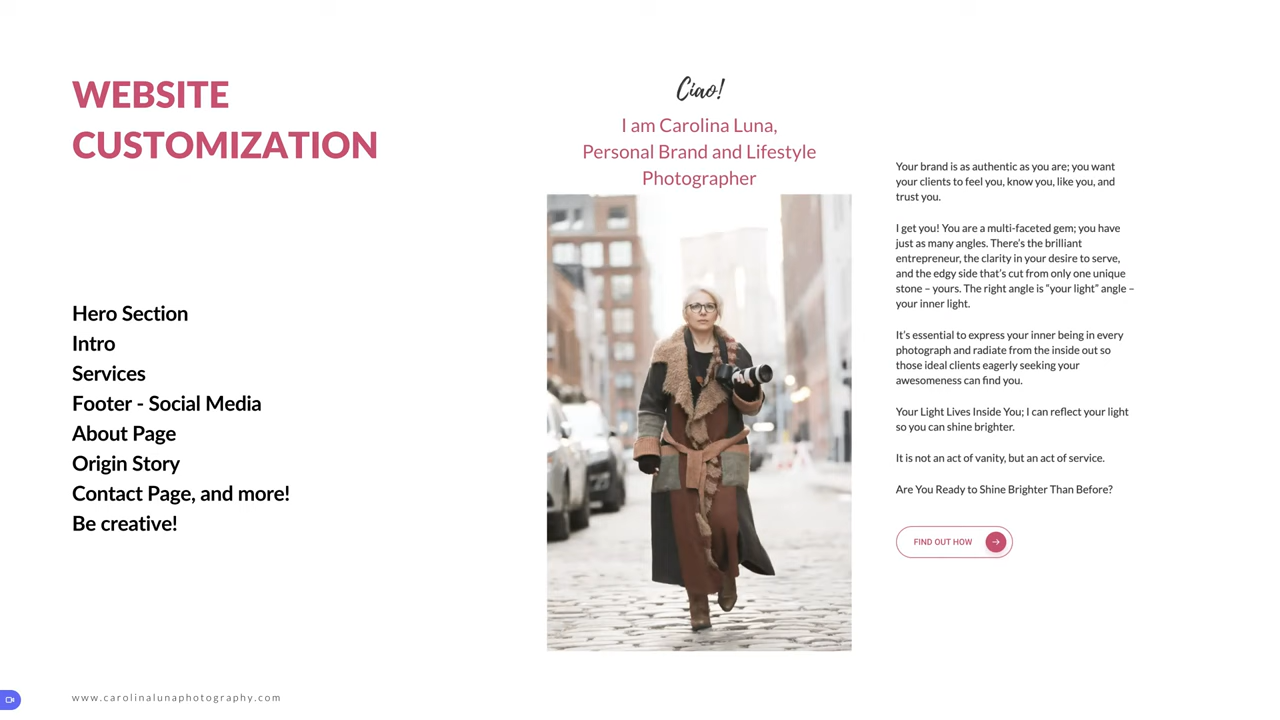 WEBSITE
CUSTOMIZATION
Hero Section
Intro
Services
Footer - Social Media
About Page
Origin Story
Contact Page, and more!
Be creative!
www.carolinalunaphotography.com
Ciao!
I am Carolina Luna,
Personal Brand and Lifestyle
Photographer
Your brand is as authentic as you are; you want
your clients to feel you, know you, like you, and
trust you.
I get you! You are a multi-faceted gem; you have
just as many angles. There’s the brilliant
entrepreneur, the clarity in your desire to serve,
and the edgy side that’s cut from only one unique
stone – yours. The right angle is “your light” angle –
your inner light.
It’s essential to express your inner being in every
photograph and radiate from the inside out so
those ideal clients eagerly seeking your
awesomeness can find you.
Your Light Lives Inside You; I can reflect your light
so you can shine brighter.
It is not an act of vanity, but an act of service.
Are You Ready to Shine Brighter Than Before?
FIND OUT HOW